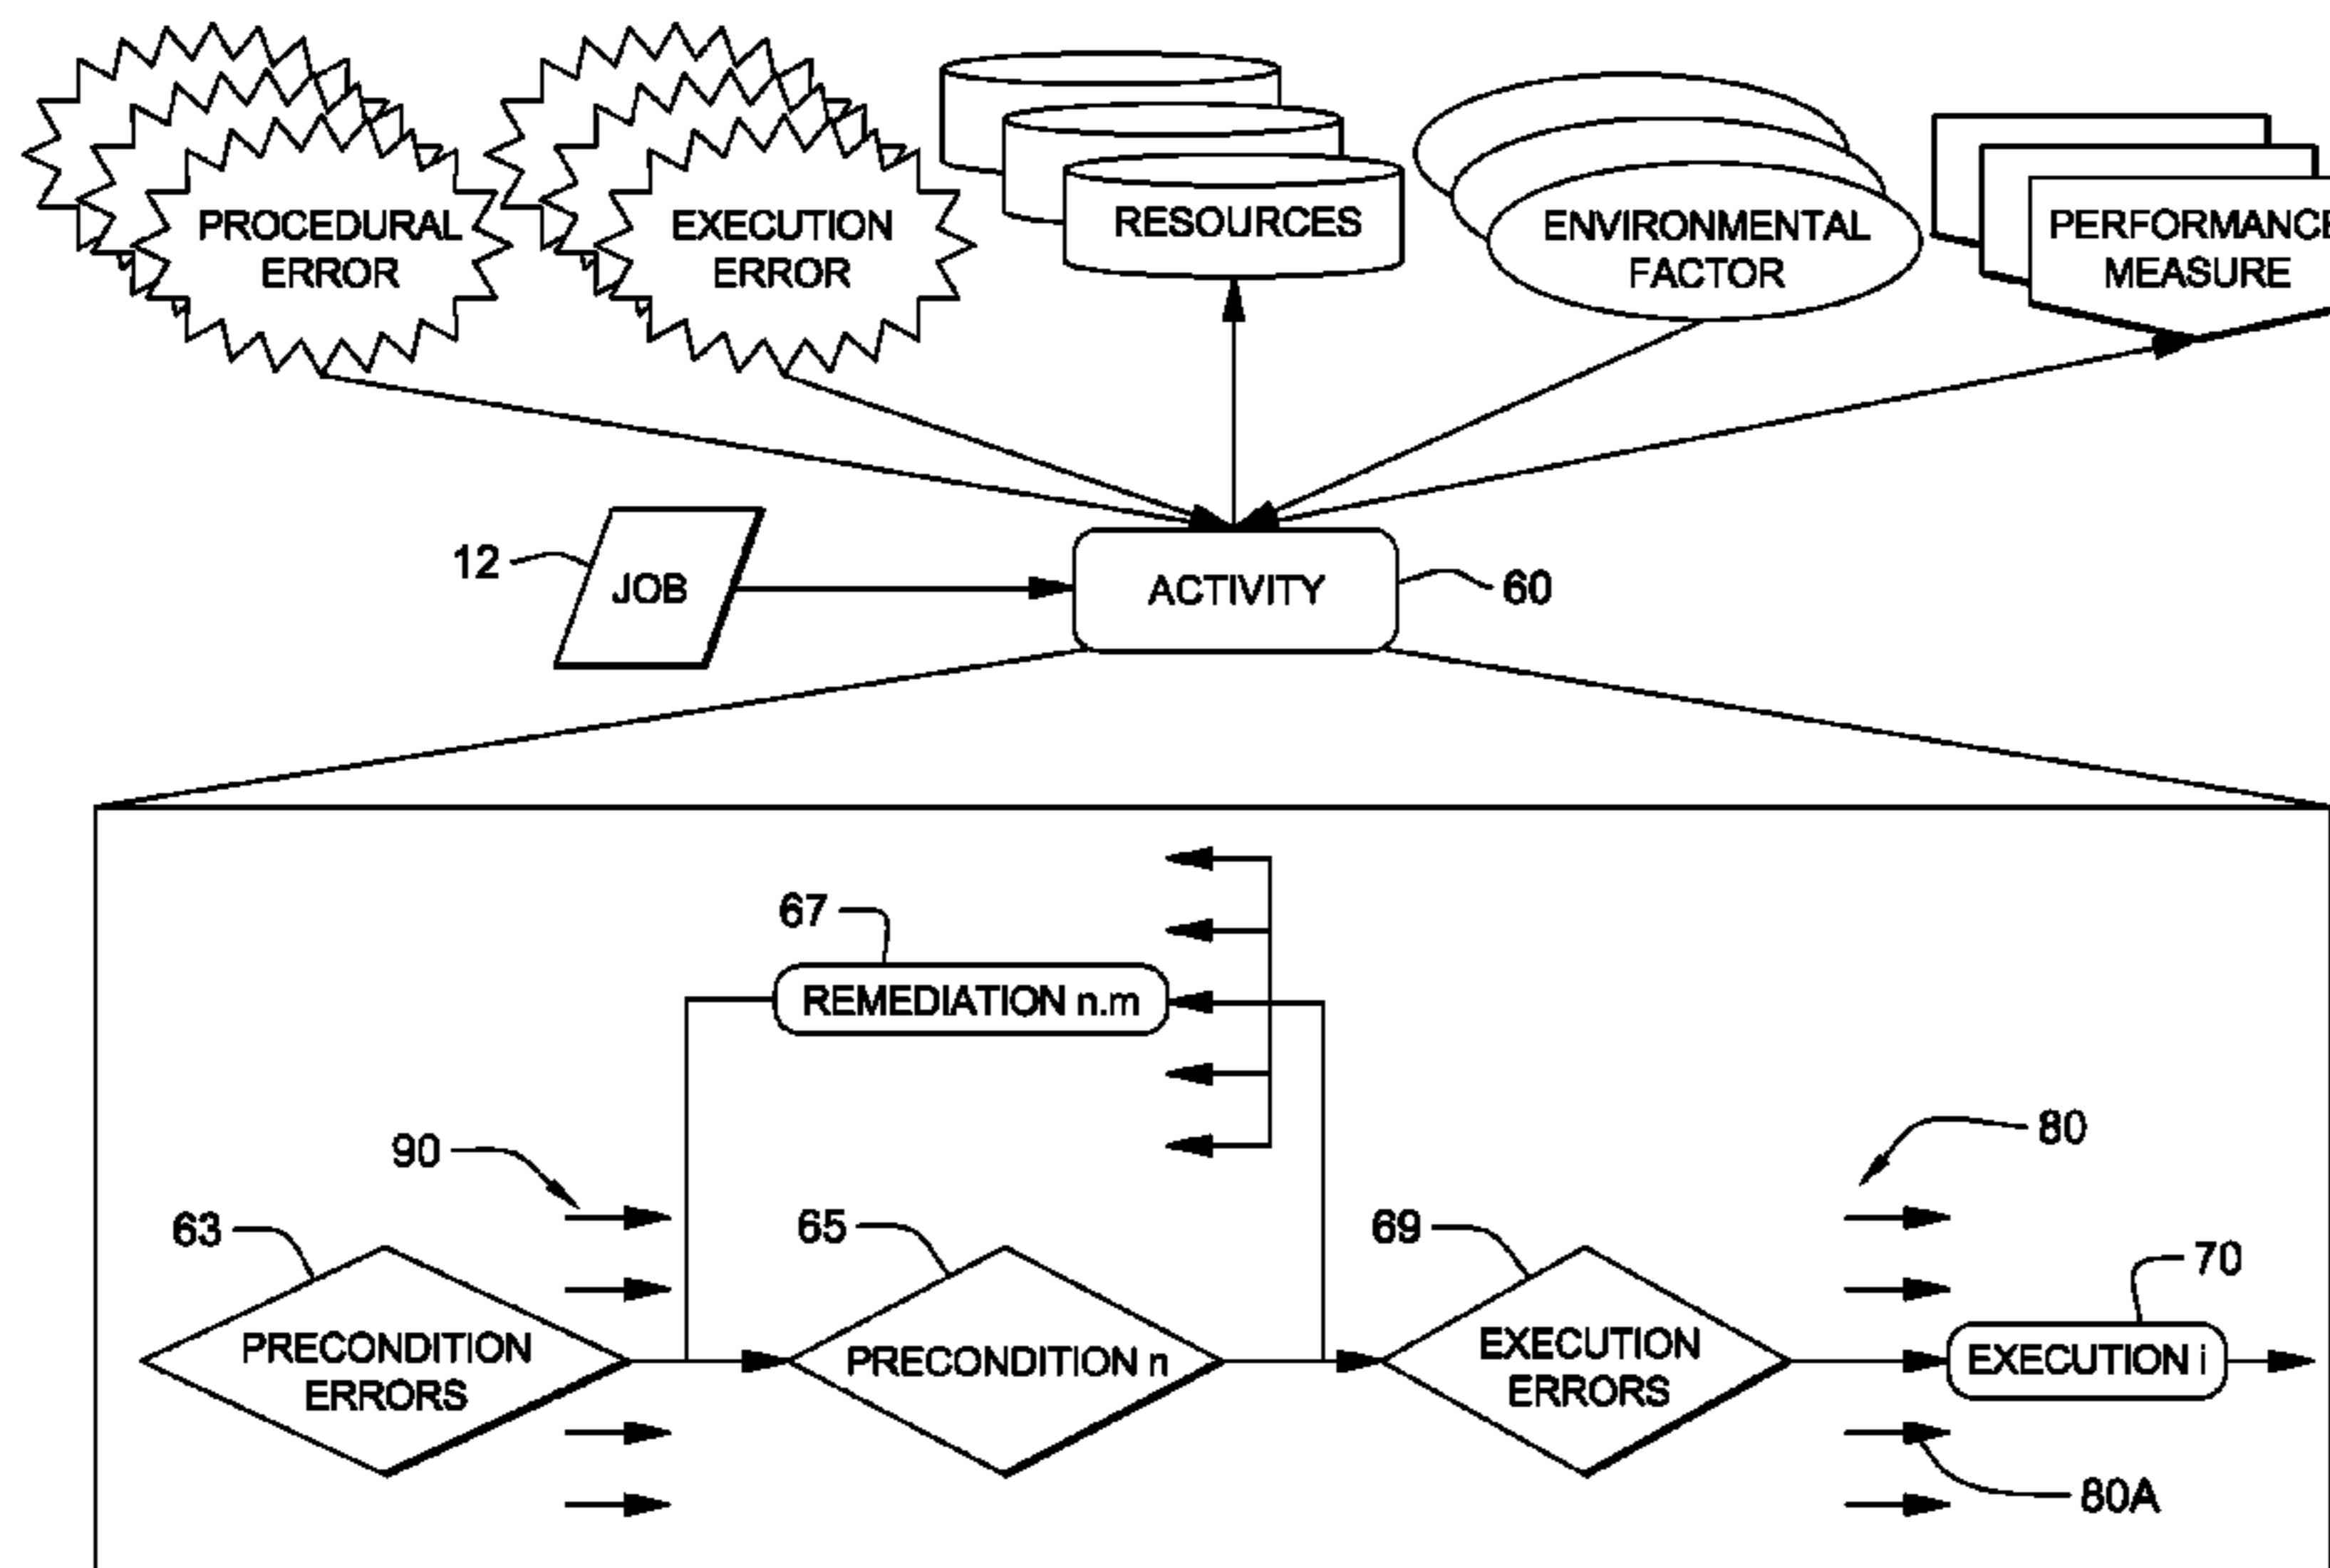 PROCEDURAL
ERROR
EXECUTION
ERROR
RESOURCES
ENVIRONMENTAL
FACTOR
PERFORMANCE
MEASURE
12
JOB
ACTIVITY
60
67
REMEDIATION n.m
90
80
63
65
69
70
PRECONDITION
ERRORS
PRECONDITION n
EXECUTION
ERRORS
EXECUTION i
80A